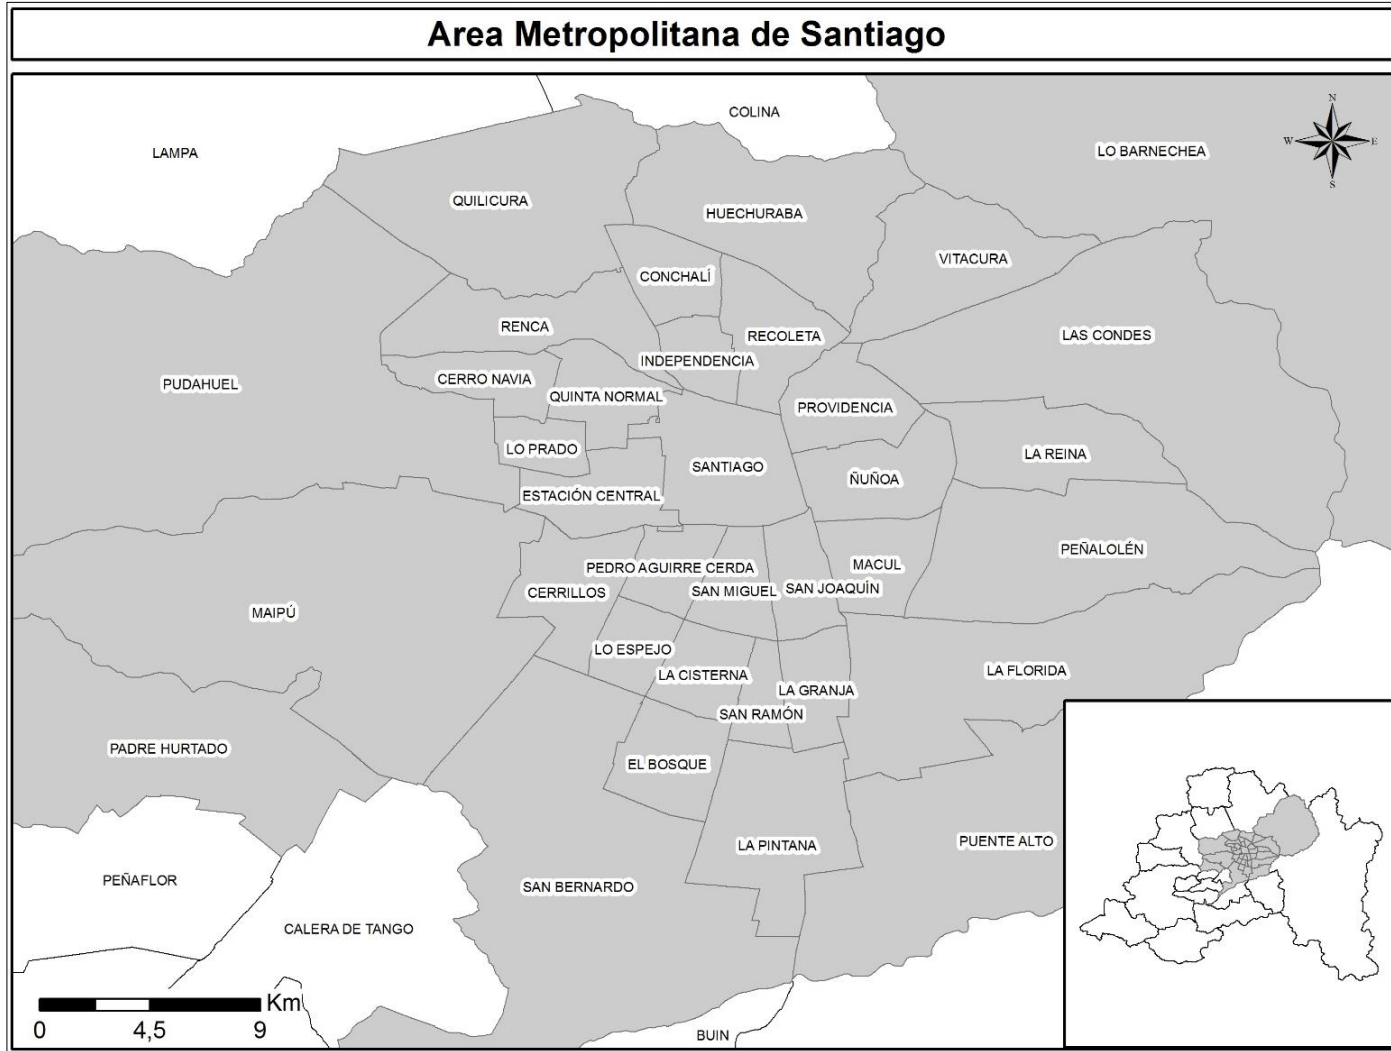 Area Metropolitana de Santiago
COLINA
N
LAMPA
LO BARNECHEA
W
E
S
QUILICURA
HUECHURABA
VITACURA
CONCHALÍ
RENCA
RECOLETA
LAS CONDES
INDEPENDENCIA
PUDAHUEL
CERRO NAVIA
QUINTA NORMAL
PROVIDENCIA
LO PRADO
LA REINA
SANTIAGO
ÑUÑOA
ESTACIÓN CENTRAL
PEÑALOLÉN
PEDRO AGUIRRE CERDA
MACUL
CERRILLOS
SAN MIGUEL
SAN JOAQUÍN
MAIPÚ
LO ESPEJO
LA CISTERNA
LA FLORIDA
LA GRANJA
SAN RAMÓN
PADRE HURTADO
EL BOSQUE
LA PINTANA
PUENTE ALTO
PEÑAFLOR
SAN BERNARDO
CALERA DE TANGO
Km
0 4,5 9
BUIN